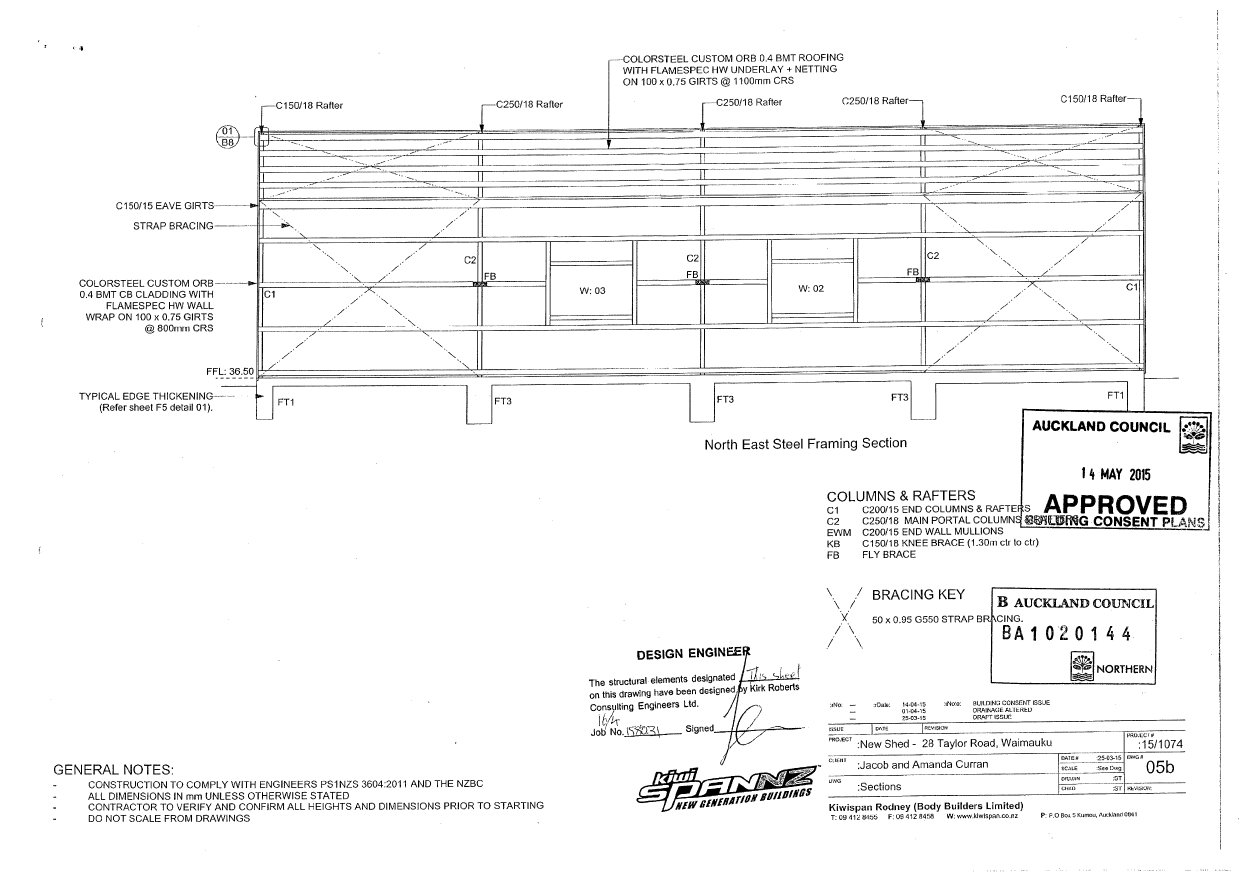 COLORSTEEL CUSTOM ORB 0.4 BMT ROOFING
WITH FLAMESPEC HW UNDERLAY + NETTING
ON 100 x 0.75 GIRTS @ 1100mm CRS
C150/18 Rafter
C250/18 Rafter
C250/18 Rafter
C250/18 Rafter
C150/18 Rafter
01
B8
C150/15 EAVE GIRTS
STRAP BRACING
C2
FB
C2
FB
C2
FB
COLORSTEEL CUSTOM ORB
0.4 BMT CB CLADDING WITH
FLAMESPEC HW WALL
WRAP ON 100 x 0.75 GIRTS
@ 800mm CRS
C1
W: 03
W: 02
C1
FFL: 36.50
TYPICAL EDGE THICKENING
(Refer sheet F5 detail 01).
FT1
FT3
FT3
FT3
FT1
North East Steel Framing Section
AUCKLAND COUNCIL
14 MAY 2015
APPROVED
BUILDING CONSENT PLANS
COLUMNS & RAFTERS
C1 C200/15 END COLUMNS & RAFTERS
C2 C250/18 MAIN PORTAL COLUMNS
EWM C200/15 END WALL MULLIONS
KB C150/18 KNEE BRACE (1.30m ctr to ctr)
FB FLY BRACE
BRACING KEY
50 x 0.95 G550 STRAP BRACING.
B AUCKLAND COUNCIL
BA1020144
NORTHERN
DESIGN ENGINEER
The structural elements designated This sheet
on this drawing have been designed by Kirk Roberts
Consulting Engineers Ltd.
16/4
Job No. 158031 Signed
kiwi
SPANNZ
NEW GENERATION BUILDINGS
:No: — :Date: 14-04-15 :Note: BUILDING CONSENT ISSUE
— 01-04-15 DRAINAGE ALTERED
— 25-03-15 DRAFT ISSUE
ISSUE DATE REVISION
PROJECT :New Shed - 28 Taylor Road, Waimauku
PROJECT # :15/1074
CLIENT :Jacob and Amanda Curran
DATE # :25-03-15
SCALE :See Dwg
DRAWN :GT
CHKD :GT
DWG # 05b
REVISION:
DWG :Sections
Kiwispan Rodney (Body Builders Limited)
T: 09 412 8455 F: 09 412 8458 W: www.kiwispan.co.nz P: P.O Box 5 Kumeu, Auckland 0841
GENERAL NOTES:
- CONSTRUCTION TO COMPLY WITH ENGINEERS PS1NZS 3604:2011 AND THE NZBC
- ALL DIMENSIONS IN mm UNLESS OTHERWISE STATED
- CONTRACTOR TO VERIFY AND CONFIRM ALL HEIGHTS AND DIMENSIONS PRIOR TO STARTING
- DO NOT SCALE FROM DRAWINGS